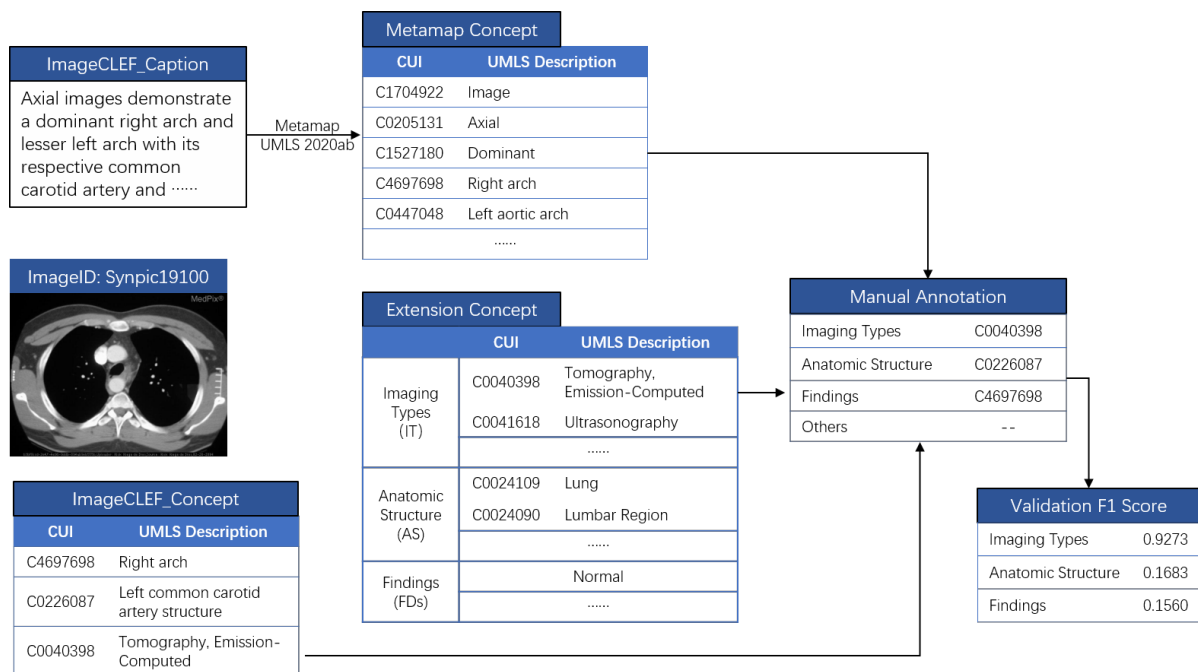 ImageCLEF_Caption
Axial images demonstrate
a dominant right arch and
lesser left arch with its
respective common
carotid artery and ······
Metamap
UMLS 2020ab
Metamap Concept
CUI UMLS Description
C1704922 Image
C0205131 Axial
C1527180 Dominant
C4697698 Right arch
C0447048 Left aortic arch
······
ImageID: Synpic19100
MedPix®
Extension Concept
CUI UMLS Description
Imaging
Types
(IT)
C0040398 Tomography,
Emission-Computed
C0041618 Ultrasonography
······
Anatomic
Structure
(AS)
C0024109 Lung
C0024090 Lumbar Region
······
Findings
(FDs)
Normal
······
Manual Annotation
Imaging Types C0040398
Anatomic Structure C0226087
Findings C4697698
Others --
ImageCLEF_Concept
CUI UMLS Description
C4697698 Right arch
C0226087 Left common carotid
artery structure
C0040398 Tomography, Emission-
Computed
Validation F1 Score
Imaging Types 0.9273
Anatomic Structure 0.1683
Findings 0.1560